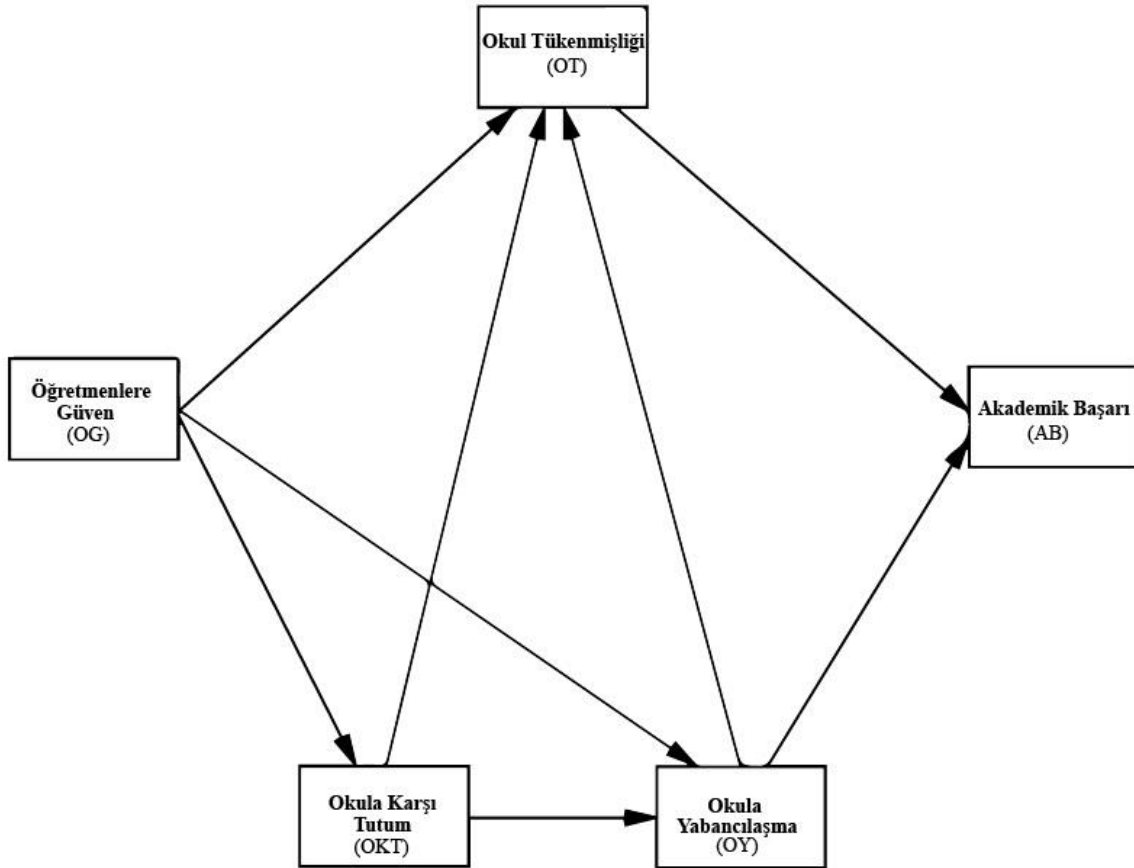 Okul Tükenmişliği
(OT)
Öğretmenlere
Güven
(OG)
Akademik Başarı
(AB)
Okula Karşı
Tutum
(OKT)
Okula
Yabancılaşma
(OY)